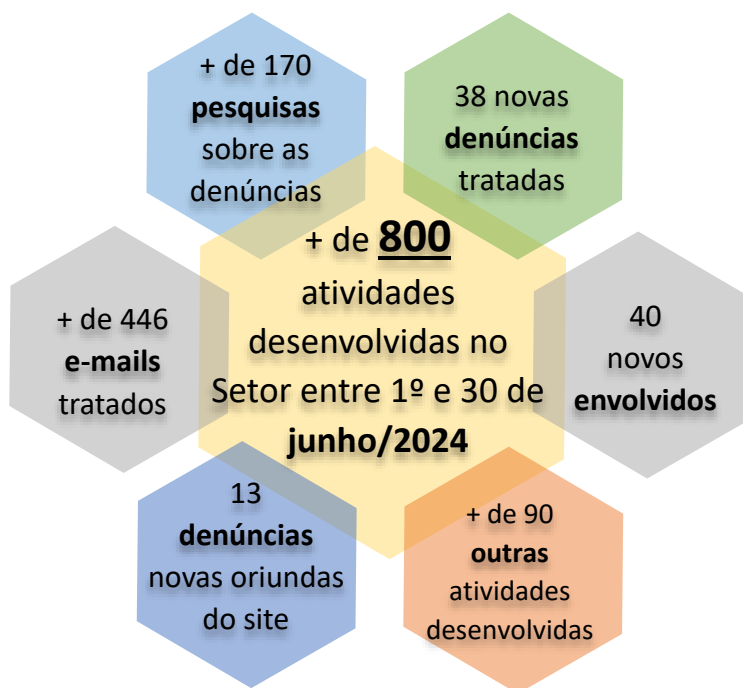 + de 170
pesquisas
sobre as
denúncias
38 novas
denúncias
tratadas
+ de 800
atividades
desenvolvidas no
Setor entre 1º e 30 de
junho/2024
+ de 446
e-mails
tratados
40
novos
envolvidos
13
denúncias
novas oriundas
do site
+ de 90
outras
atividades
desenvolvidas